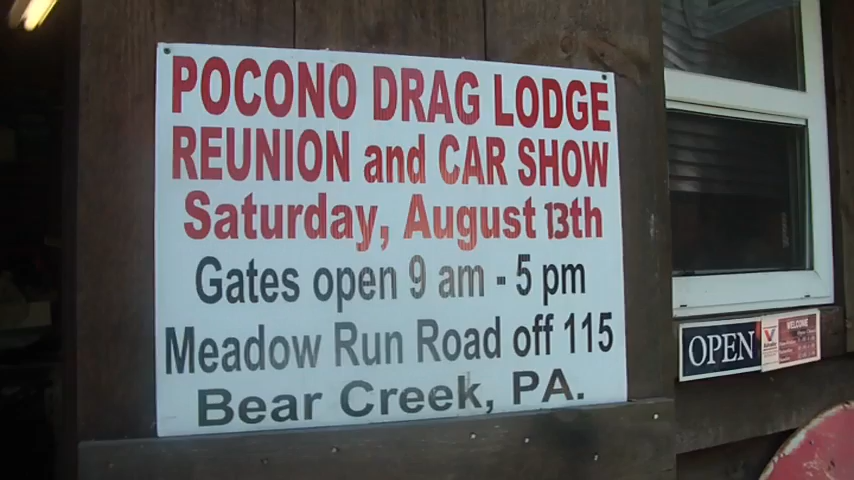 POCONO DRAG LODGE
REUNION and CAR SHOW
Saturday, August 13th
Gates open 9 am - 5 pm
Meadow Run Road off 115
Bear Creek, PA.
OPEN
WELCOME